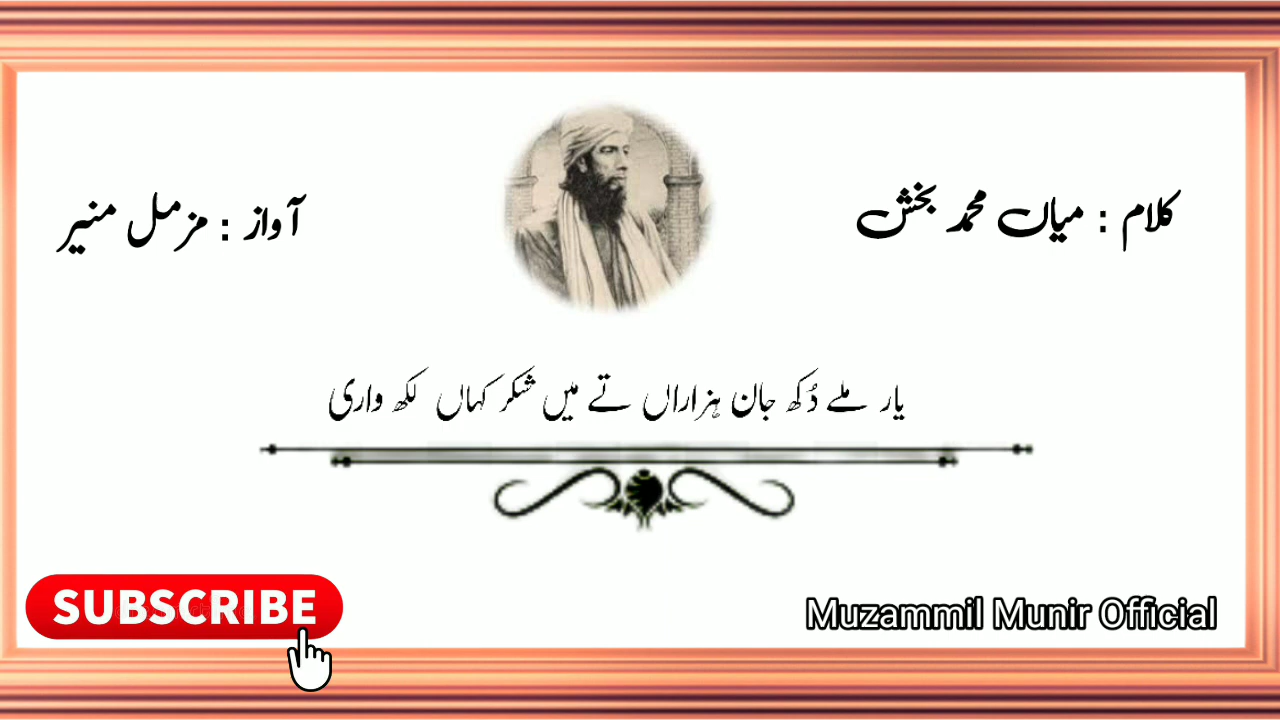 کلام : میاں محمد بخش
آواز : مزمل منیر
یار ملے دُکھ جان ہزاراں تے میں شکر کہاں لکھ واری
SUBSCRIBE
Muzammil Munir Official